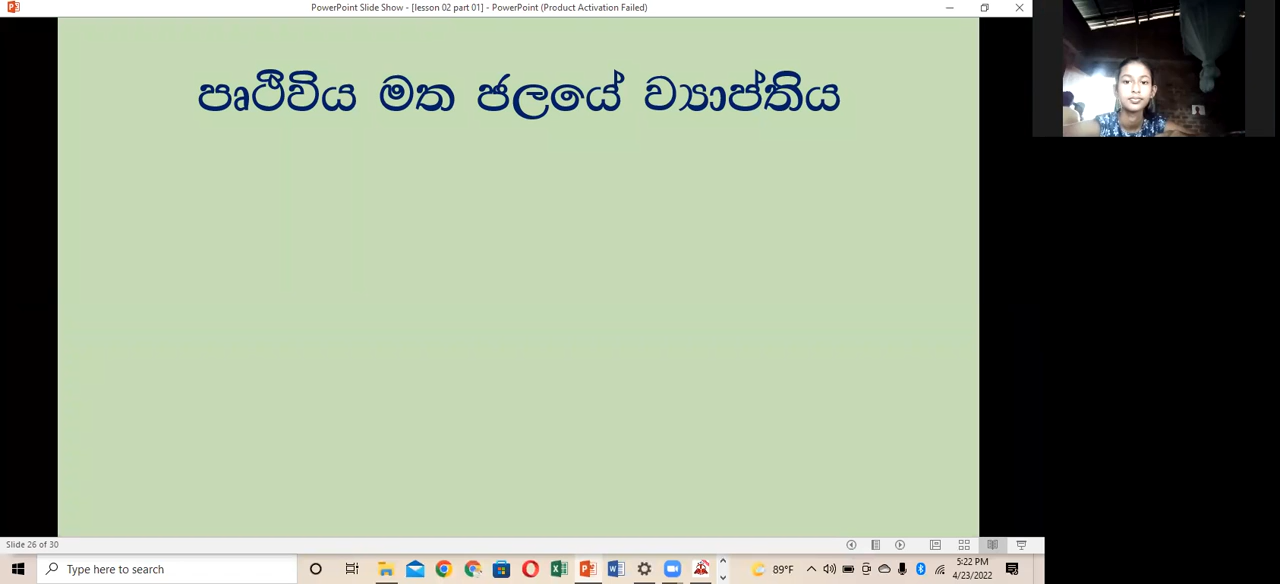 PowerPoint Slide Show - [lesson 02 part 01] - PowerPoint (Product Activation Failed)
පෘථිවිය මත ජලයේ ව්‍යාප්තිය
Slide 26 of 30
Type here to search
89°F
5:22 PM
4/23/2022